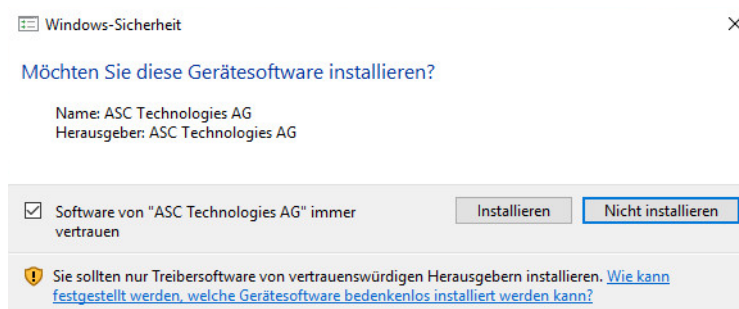 Windows-Sicherheit
Möchten Sie diese Gerätesoftware installieren?
Name: ASC Technologies AG
Herausgeber: ASC Technologies AG
Software von "ASC Technologies AG" immer
vertrauen
Installieren
Nicht installieren
Sie sollten nur Treibersoftware von vertrauenswürdigen Herausgebern installieren. Wie kann
festgestellt werden, welche Gerätesoftware bedenkenlos installiert werden kann?